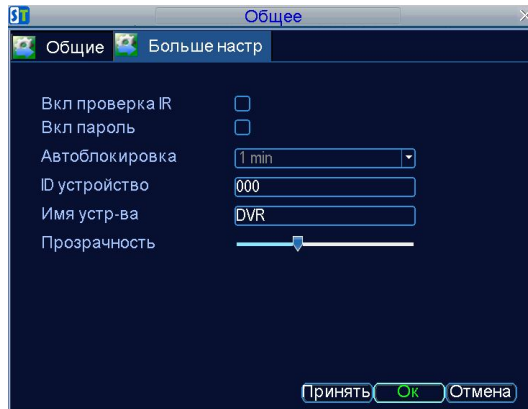 ST Общее
Общие Больше настр
Вкл проверка IR
Вкл пароль
Автоблокировка 1 min
ID устройство 000
Имя устр-ва DVR
Прозрачность
Принять Ок Отмена